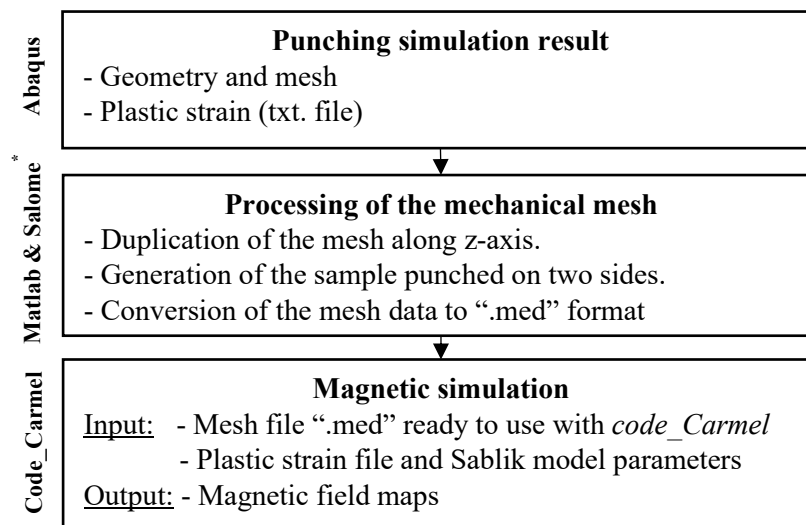 Abaqus
Punching simulation result
- Geometry and mesh
- Plastic strain (txt. file)
Matlab & Salome*
Processing of the mechanical mesh
- Duplication of the mesh along z-axis.
- Generation of the sample punched on two sides.
- Conversion of the mesh data to “.med” format
Code_Carmel
Magnetic simulation
Input: - Mesh file “.med” ready to use with code_Carmel
- Plastic strain file and Sablik model parameters
Output: - Magnetic field maps